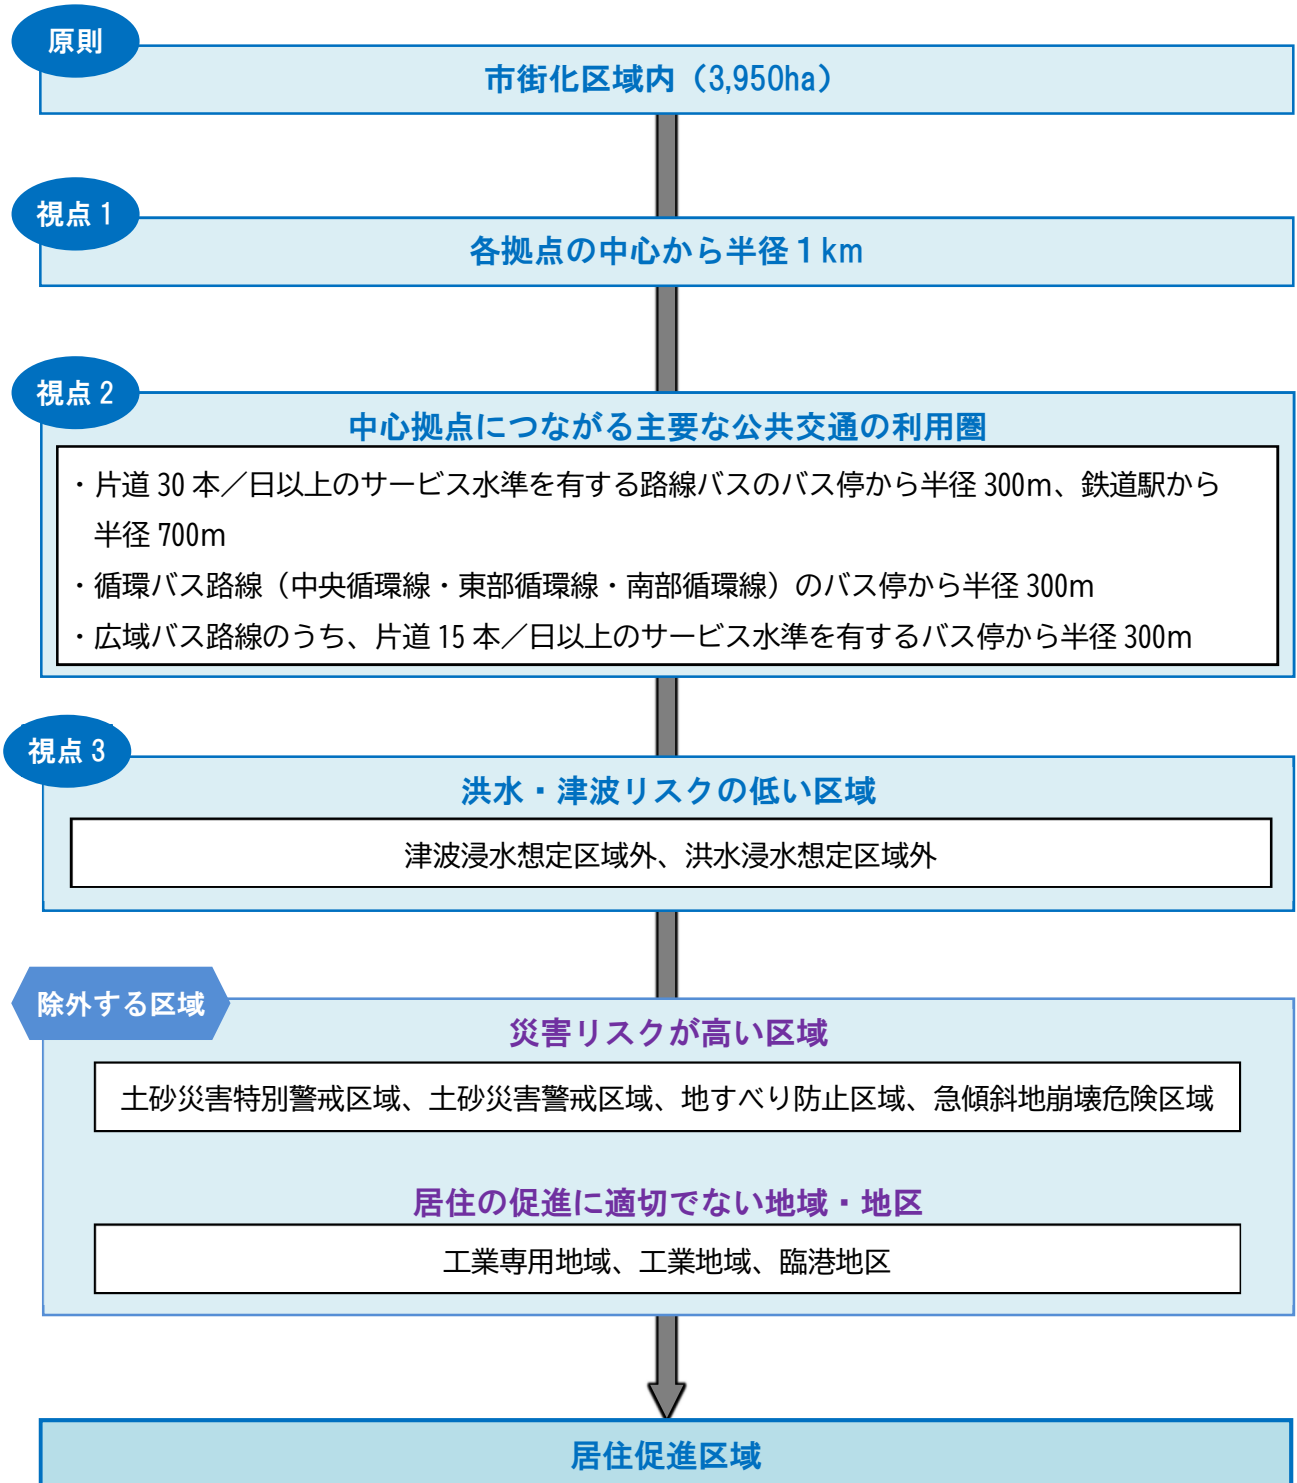 原則
市街化区域内（3,950ha）
視点 1
各拠点の中心から半径 1 km
視点 2
中心拠点につながる主要な公共交通の利用圏
・片道 30 本／日以上のサービス水準を有する路線バスのバス停から半径 300m、鉄道駅から
半径 700m
・循環バス路線（中央循環線・東部循環線・南部循環線）のバス停から半径 300m
・広域バス路線のうち、片道 15 本／日以上のサービス水準を有するバス停から半径 300m
視点 3
洪水・津波リスクの低い区域
津波浸水想定区域外、洪水浸水想定区域外
除外する区域
災害リスクが高い区域
土砂災害特別警戒区域、土砂災害警戒区域、地すべり防止区域、急傾斜地崩壊危険区域
居住の促進に適切でない地域・地区
工業専用地域、工業地域、臨港地区
居住促進区域